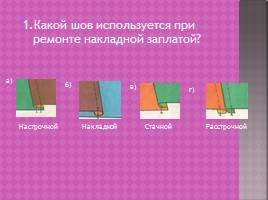 1.Какой шов используется при
ремонте накладной заплатой?
а)
б)
в)
г)
Настрочной
Накладной
Стачной
Расстрочной